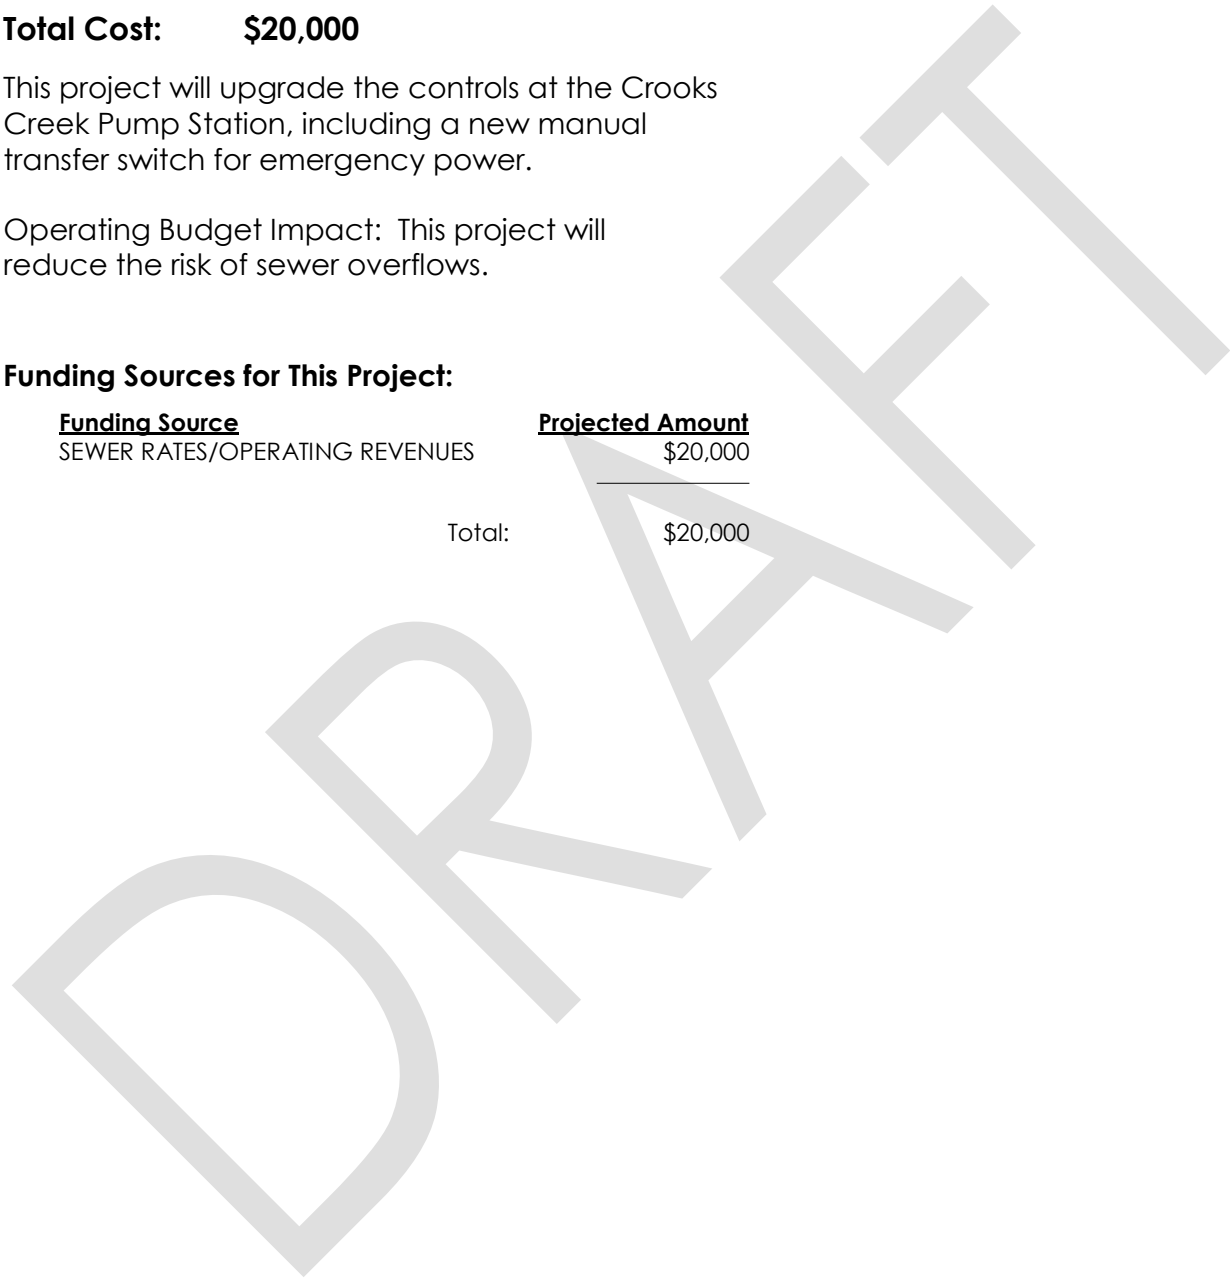 Total Cost: $20,000
This project will upgrade the controls at the Crooks
Creek Pump Station, including a new manual
transfer switch for emergency power.
Operating Budget Impact:  This project will
reduce the risk of sewer overflows.
Funding Sources for This Project:
Funding Source Projected Amount
SEWER RATES/OPERATING REVENUES $20,000
Total: $20,000
DRAFT